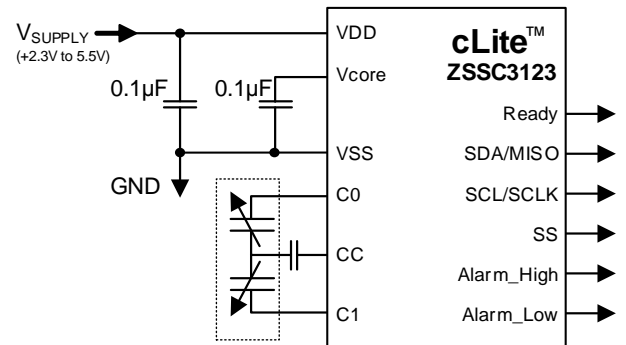 VSUPPLY
(+2.3V to 5.5V)
0.1µF
0.1µF
GND
VDD
Vcore
VSS
C0
CC
C1
cLite™
ZSSC3123
Ready
SDA/MISO
SCL/SCLK
SS
Alarm_High
Alarm_Low